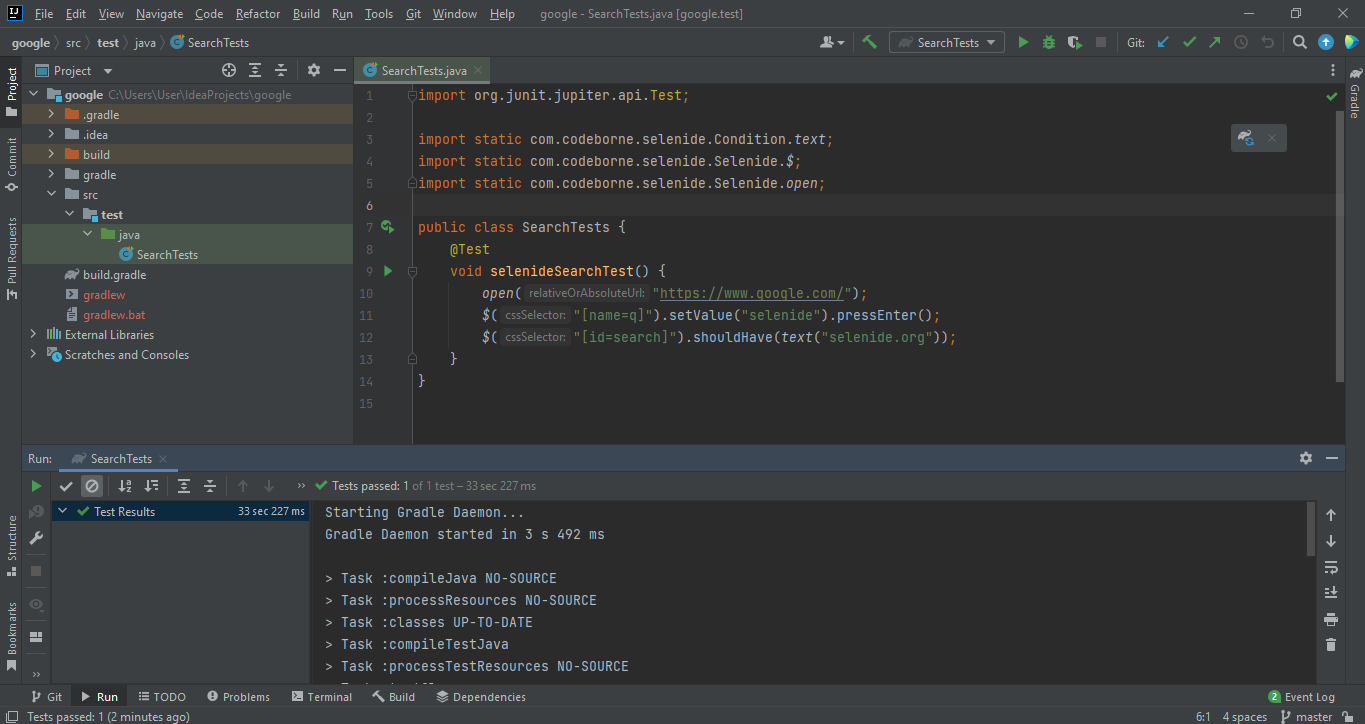 IJ File Edit View Navigate Code Refactor Build Run Tools Git Window Help google - SearchTests.java [google.test]
google src test java SearchTests SearchTests Git:
Project
SearchTests.java
Project
Commit
Pull Requests
Structure
Bookmarks
google C:\Users\User\IdeaProjects\google
.gradle
.idea
build
gradle
src
test
java
SearchTests
build.gradle
gradlew
gradlew.bat
External Libraries
Scratches and Consoles
1 import org.junit.jupiter.api.Test;
2
3 import static com.codeborne.selenide.Condition.text;
4 import static com.codeborne.selenide.Selenide.$;
5 import static com.codeborne.selenide.Selenide.open;
6
7 public class SearchTests {
8 @Test
9 void selenideSearchTest() {
10 open( relativeOrAbsoluteUrl: "https://www.google.com/");
11 $( cssSelector: "[name=q]").setValue("selenide").pressEnter();
12 $( cssSelector: "[id=search]").shouldHave(text("selenide.org"));
13 }
14 }
15
Gradle
Run: SearchTests
Tests passed: 1 of 1 test – 33 sec 227 ms
Test Results 33 sec 227 ms
Starting Gradle Daemon...
Gradle Daemon started in 3 s 492 ms
> Task :compileJava NO-SOURCE
> Task :processResources NO-SOURCE
> Task :classes UP-TO-DATE
> Task :compileTestJava
> Task :processTestResources NO-SOURCE
Git Run TODO Problems Terminal Build Dependencies 2 Event Log
Tests passed: 1 (2 minutes ago) 6:1 4 spaces master